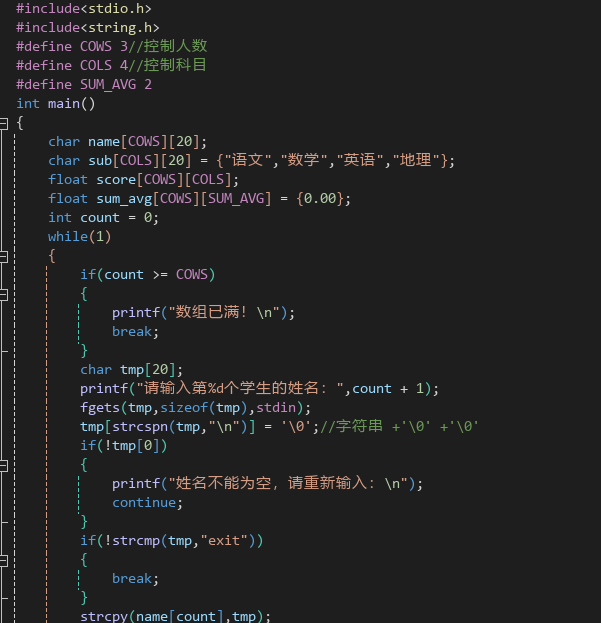 #include<stdio.h>
#include<string.h>
#define COWS 3//控制人数
#define COLS 4//控制科目
#define SUM_AVG 2
int main()
{
char name[COWS][20];
char sub[COLS][20] = {"语文","数学","英语","地理"};
float score[COWS][COLS];
float sum_avg[COWS][SUM_AVG] = {0.00};
int count = 0;
while(1)
{
if(count >= COWS)
{
printf("数组已满！\n");
break;
}
char tmp[20];
printf("请输入第%d个学生的姓名：",count + 1);
fgets(tmp,sizeof(tmp),stdin);
tmp[strcspn(tmp,"\n")] = '\0';//字符串 +'\0' +'\0'
if(!tmp[0])
{
printf("姓名不能为空，请重新输入：\n");
continue;
}
if(!strcmp(tmp,"exit"))
{
break;
}
strcpy(name[count],tmp);